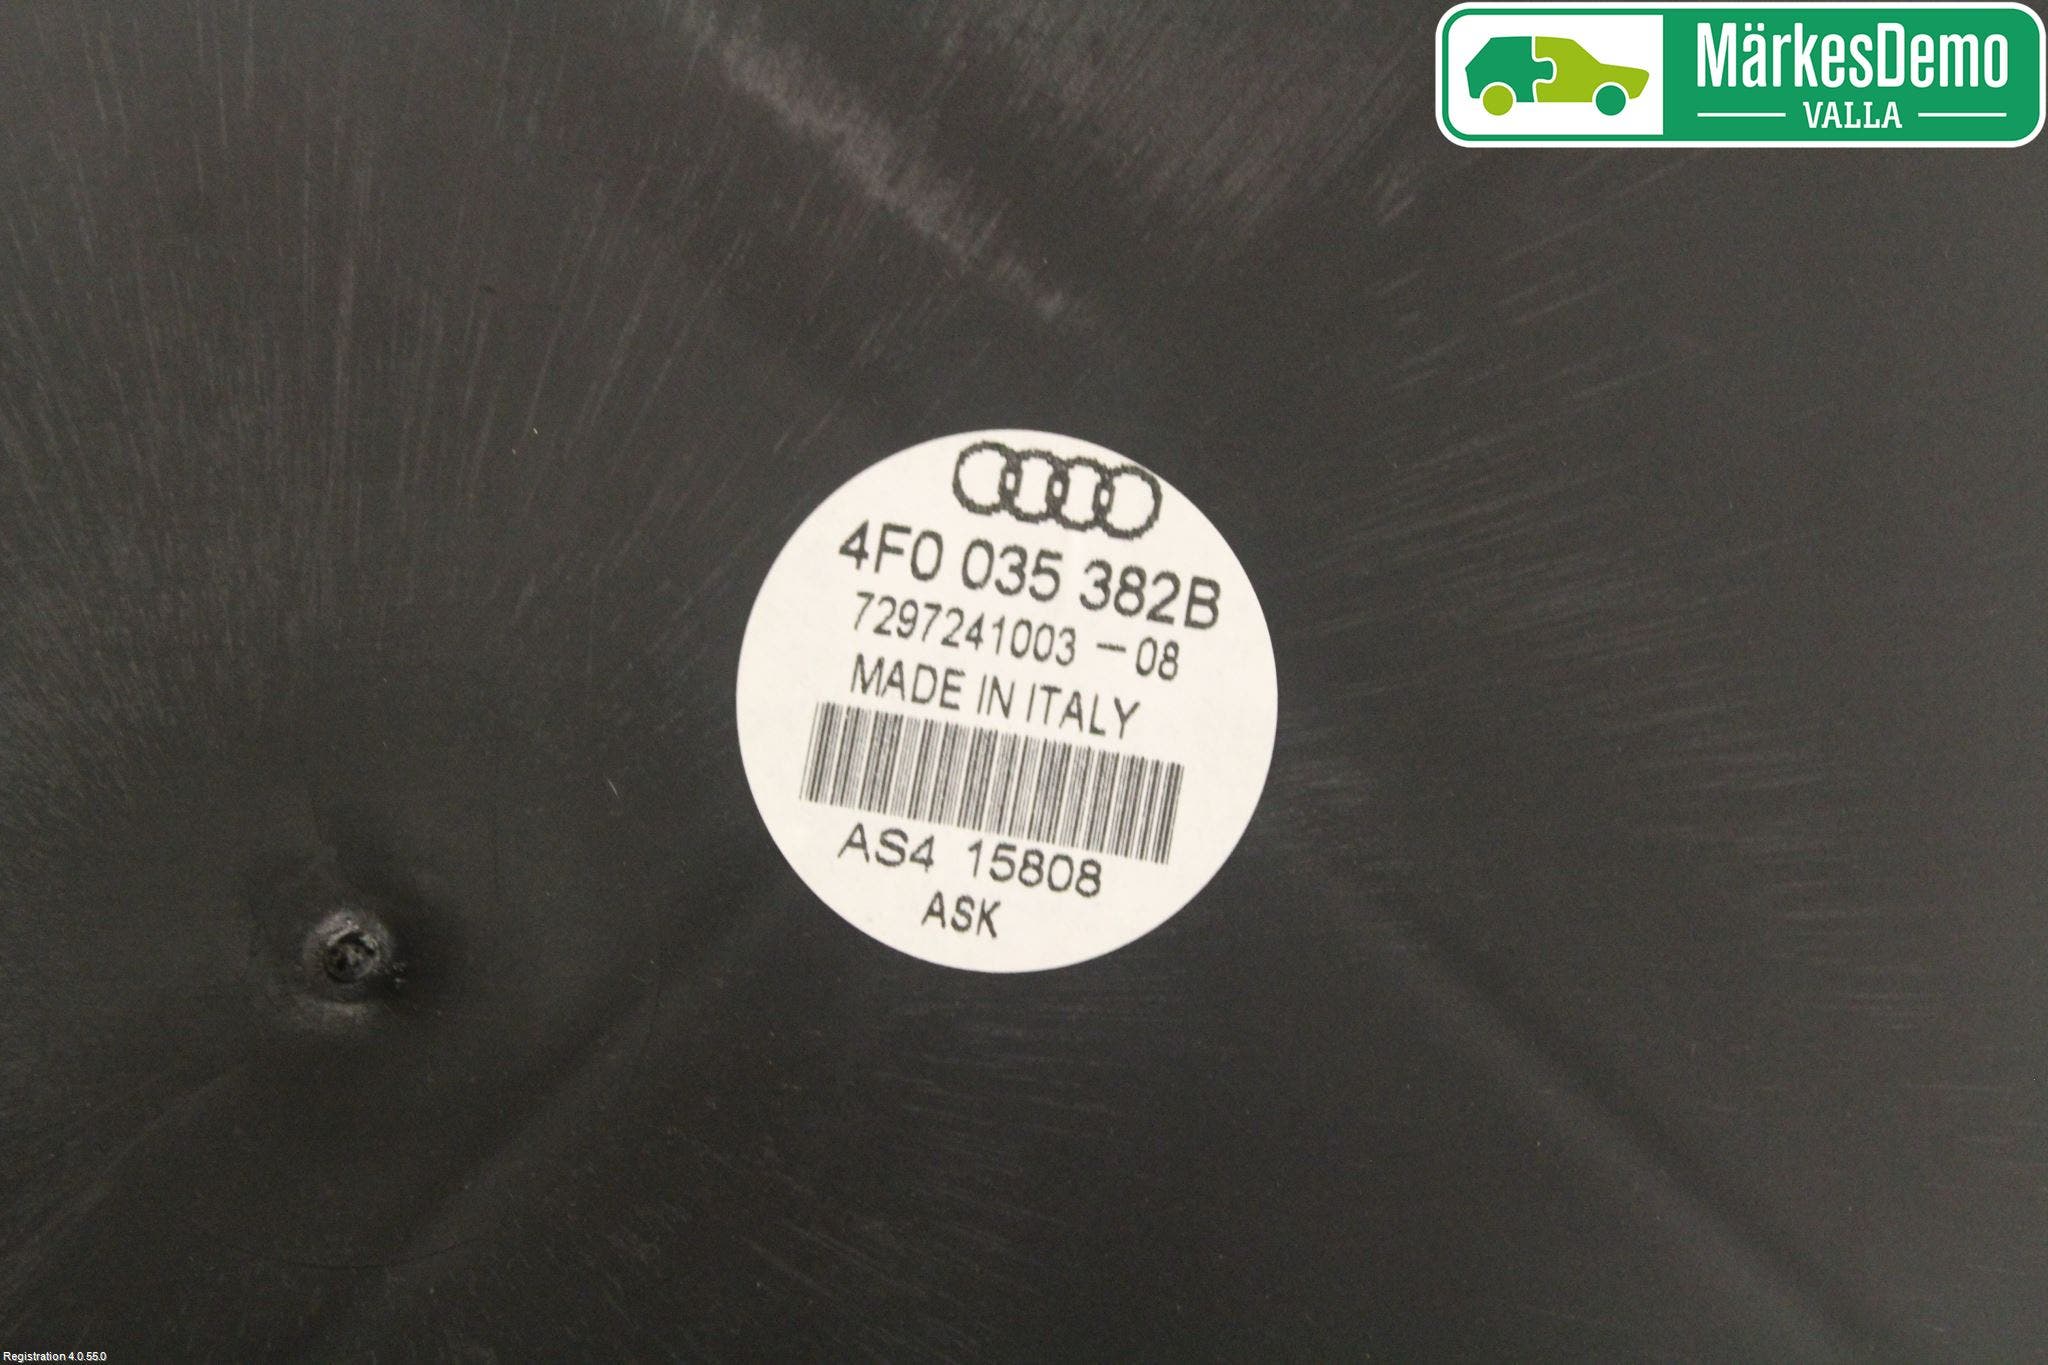 MärkesDemo
VALLA
4F0 035 382B
7297241003 - 08
MADE IN ITALY
AS4 15808
ASK
Registration 4.0.55.0